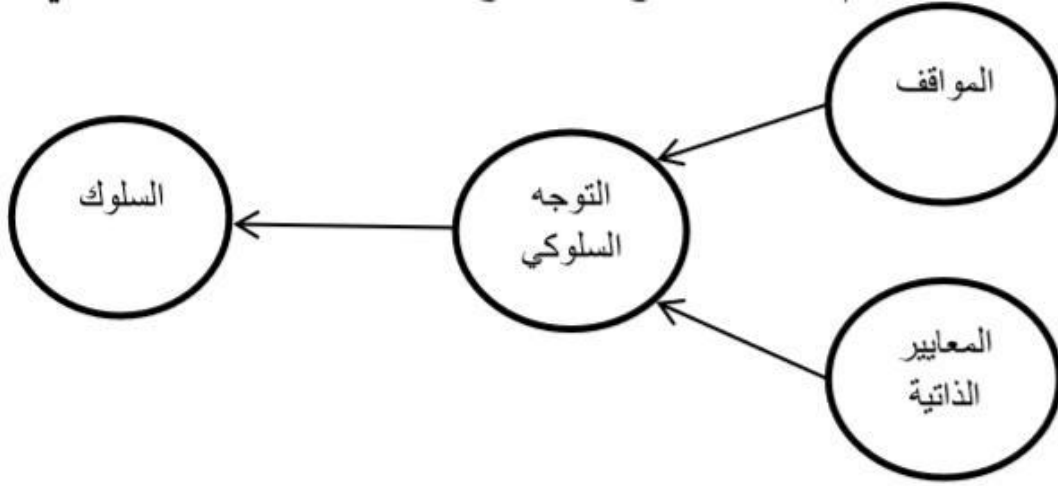 المواقف
التوجه
السلوكي
السلوك
المعايير
الذاتية